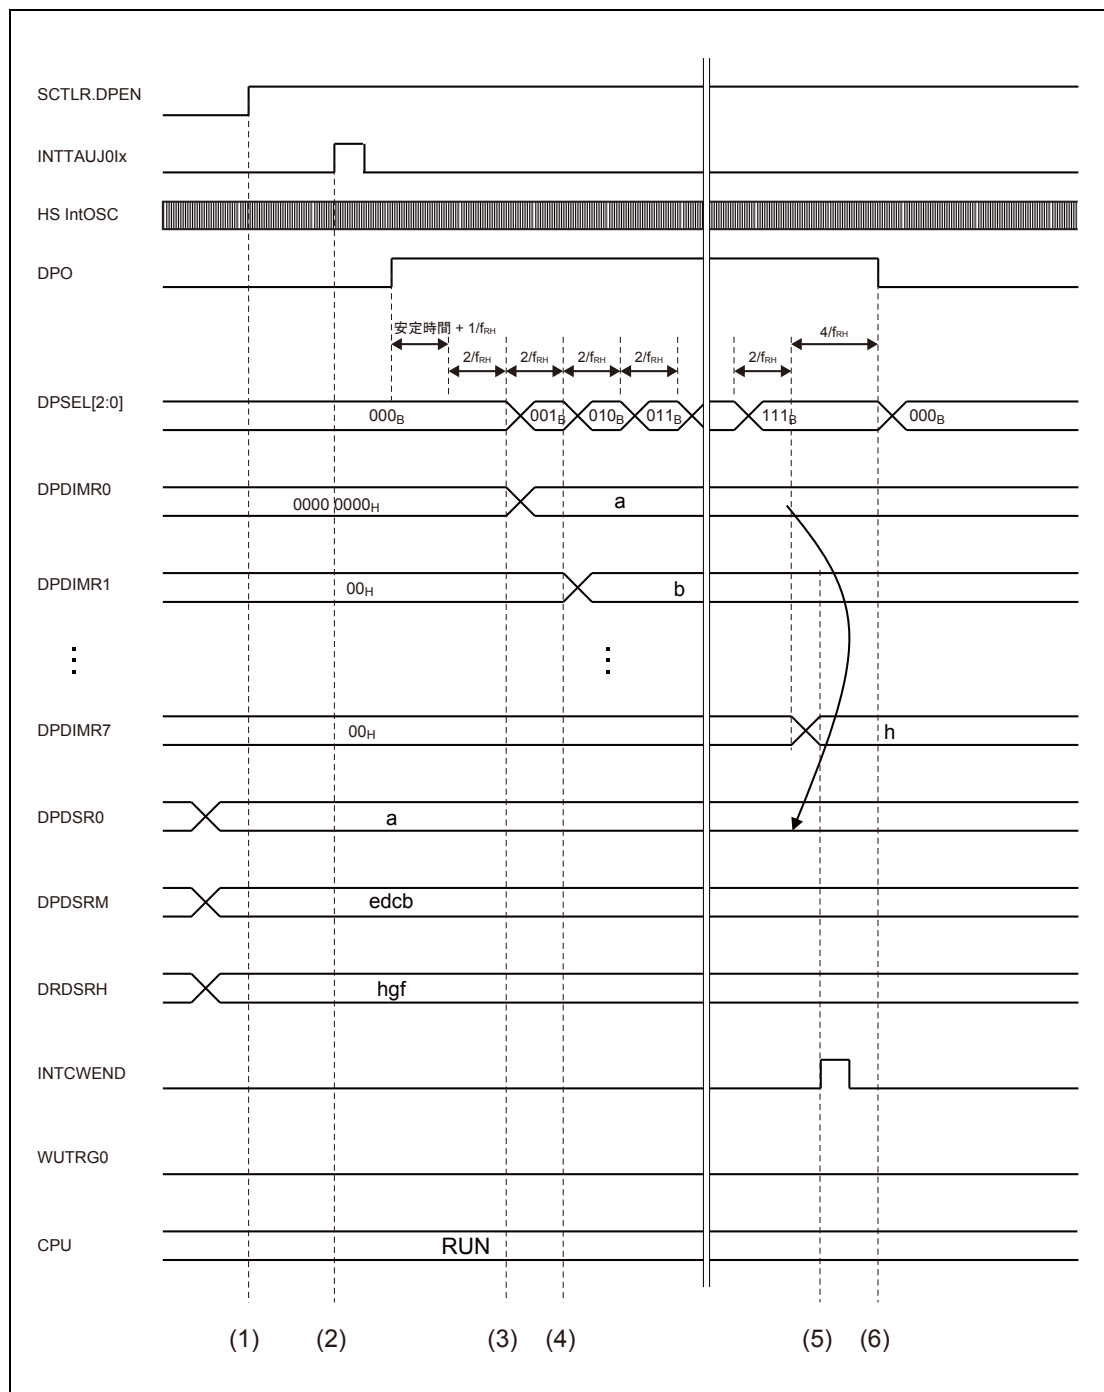 SCTLR.DPEN
INTTAUJ0Ix
HS IntOSC
DPO
安定時間 + 1/fRH
2/fRH 2/fRH 2/fRH 2/fRH 2/fRH 4/fRH
DPSEL[2:0] 000B 001B 010B 011B 111B 000B
DPDIMR0 0000 0000H a
DPDIMR1 00H b
DPDIMR7 00H h
DPDSR0 a
DPDSRM edcb
DRDSRH hgf
INTCWEND
WUTRG0
CPU RUN
(1) (2) (3) (4) (5) (6)